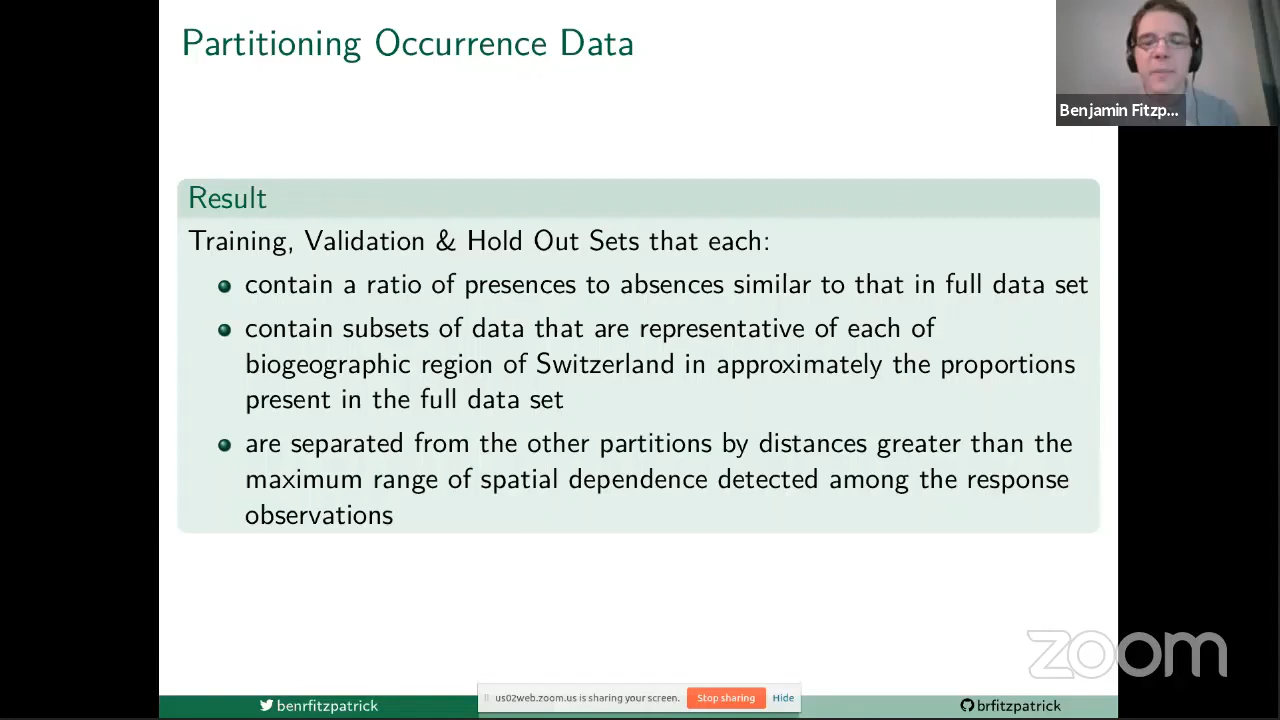 Partitioning Occurrence Data
Benjamin Fitzp...
Result
Training, Validation & Hold Out Sets that each:
contain a ratio of presences to absences similar to that in full data set
contain subsets of data that are representative of each of
biogeographic region of Switzerland in approximately the proportions
present in the full data set
are separated from the other partitions by distances greater than the
maximum range of spatial dependence detected among the response
observations
zoom
benrfitzpatrick
us02web.zoom.us is sharing your screen.
Stop sharing
Hide
brfitzpatrick